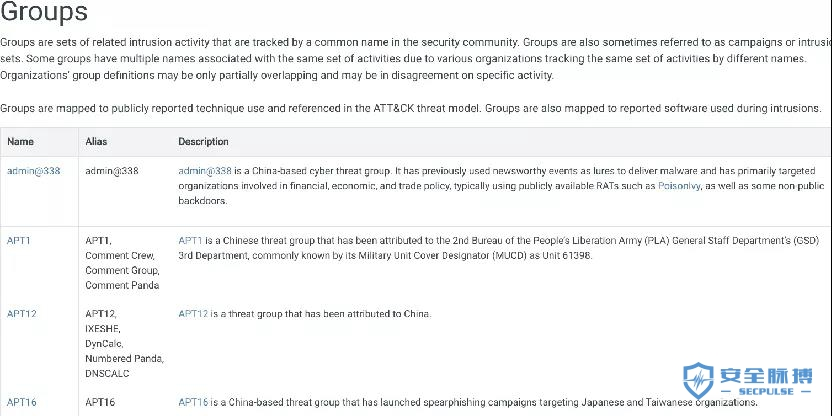 Groups
Groups are sets of related intrusion activity that are tracked by a common name in the security community. Groups are also sometimes referred to as campaigns or
sets. Some groups have multiple names associated with the same set of activities due to various organizations tracking the same set of activities by different names.
Organizations' group definitions may be only partially overlapping and may be in disagreement on specific activity.
Groups are mapped to publicly reported technique use and referenced in the ATT&CK threat model. Groups are also mapped to reported software used during intrusions.
Name Alias Description
admin@338 admin@338 admin@338 is a China-based cyber threat group. It has previously used newsworthy events as lures to deliver malware and has primarily targeted
organizations involved in financial, economic, and trade policy, typically using publicly available RATs such as PoisonIvy, as well as some non-public
backdoors.
APT1 APT1, APT1 is a Chinese threat group that has been attributed to the 2nd Bureau of the People's Liberation Army (PLA) General Staff Department's (GSD)
Comment Crew, 3rd Department, commonly known by its Military Unit Cover Designator (MUCD) as Unit 61398.
Comment Group,
Comment Panda
APT12 APT12, APT12 is a threat group that has been attributed to China.
IXESHE,
DynCalc,
Numbered Panda,
DNSCALC
APT16 APT16 APT16 is a China-based threat group that has launched spearphishing campaigns targeting Japanese and Taiwanese organizations.
安全脉搏
SECPULSE